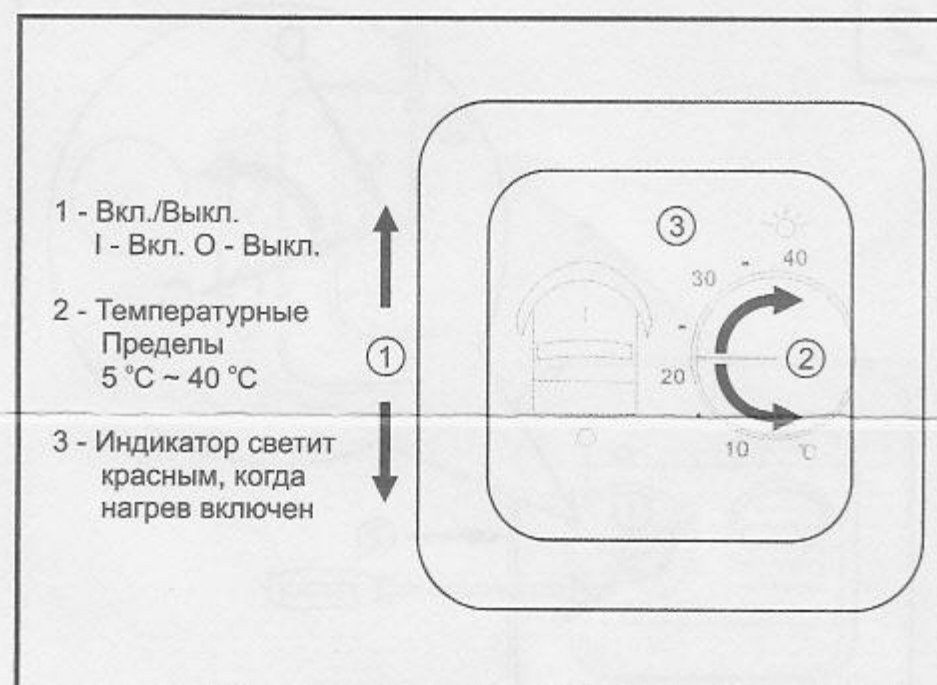 1 - Вкл./Выкл.
I - Вкл. О - Выкл.
2 - Температурные
Пределы
5 °C ~ 40 °C
3 - Индикатор светит
красным, когда
нагрев включен
1
3
40
30
I
2
20
O
10
°C